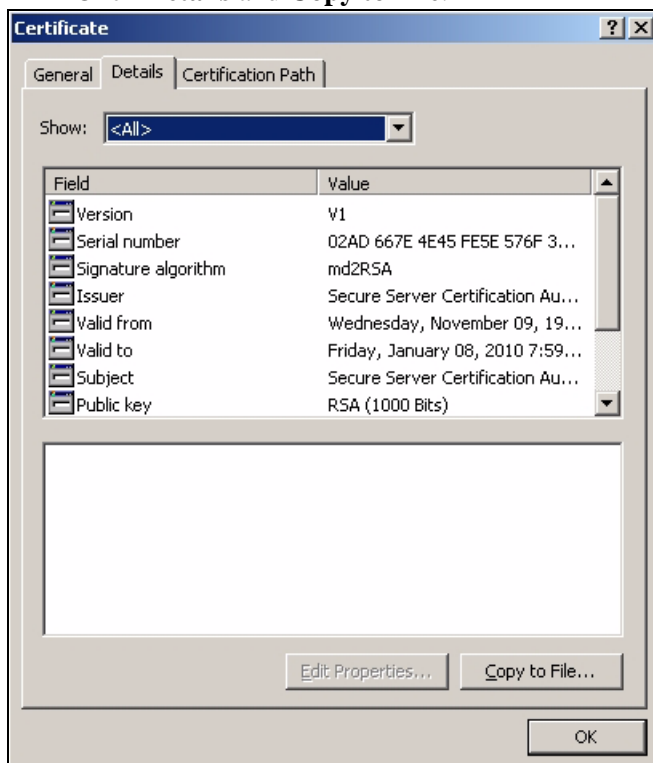 Certificate
General Details Certification Path
Show: <All>
Field Value
Version V1
Serial number 02AD 667E 4E45 FE5E 576F 3...
Signature algorithm md2RSA
Issuer Secure Server Certification Au...
Valid from Wednesday, November 09, 19...
Valid to Friday, January 08, 2010 7:59...
Subject Secure Server Certification Au...
Public key RSA (1000 Bits)
Edit Properties... Copy to File...
OK